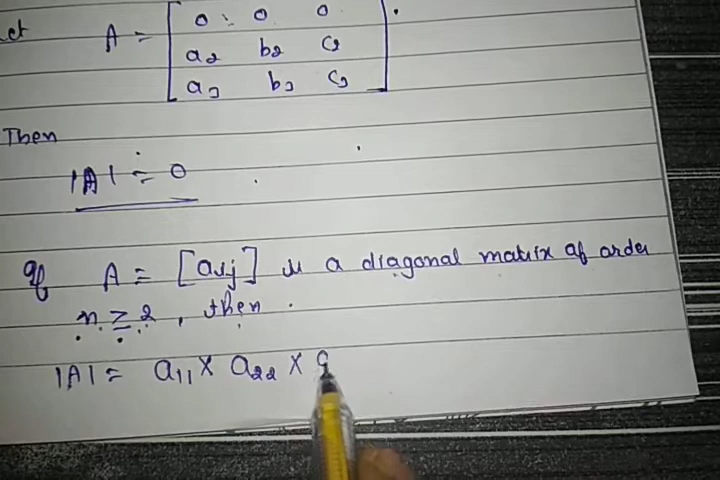 A = [ 0 0 0
a2 b2 c2
a3 b3 c3 ].
Then
|A| = 0
If A = [aij] is a diagonal matrix of order
n ≥ 2, then
|A| = a11 × a22 ×